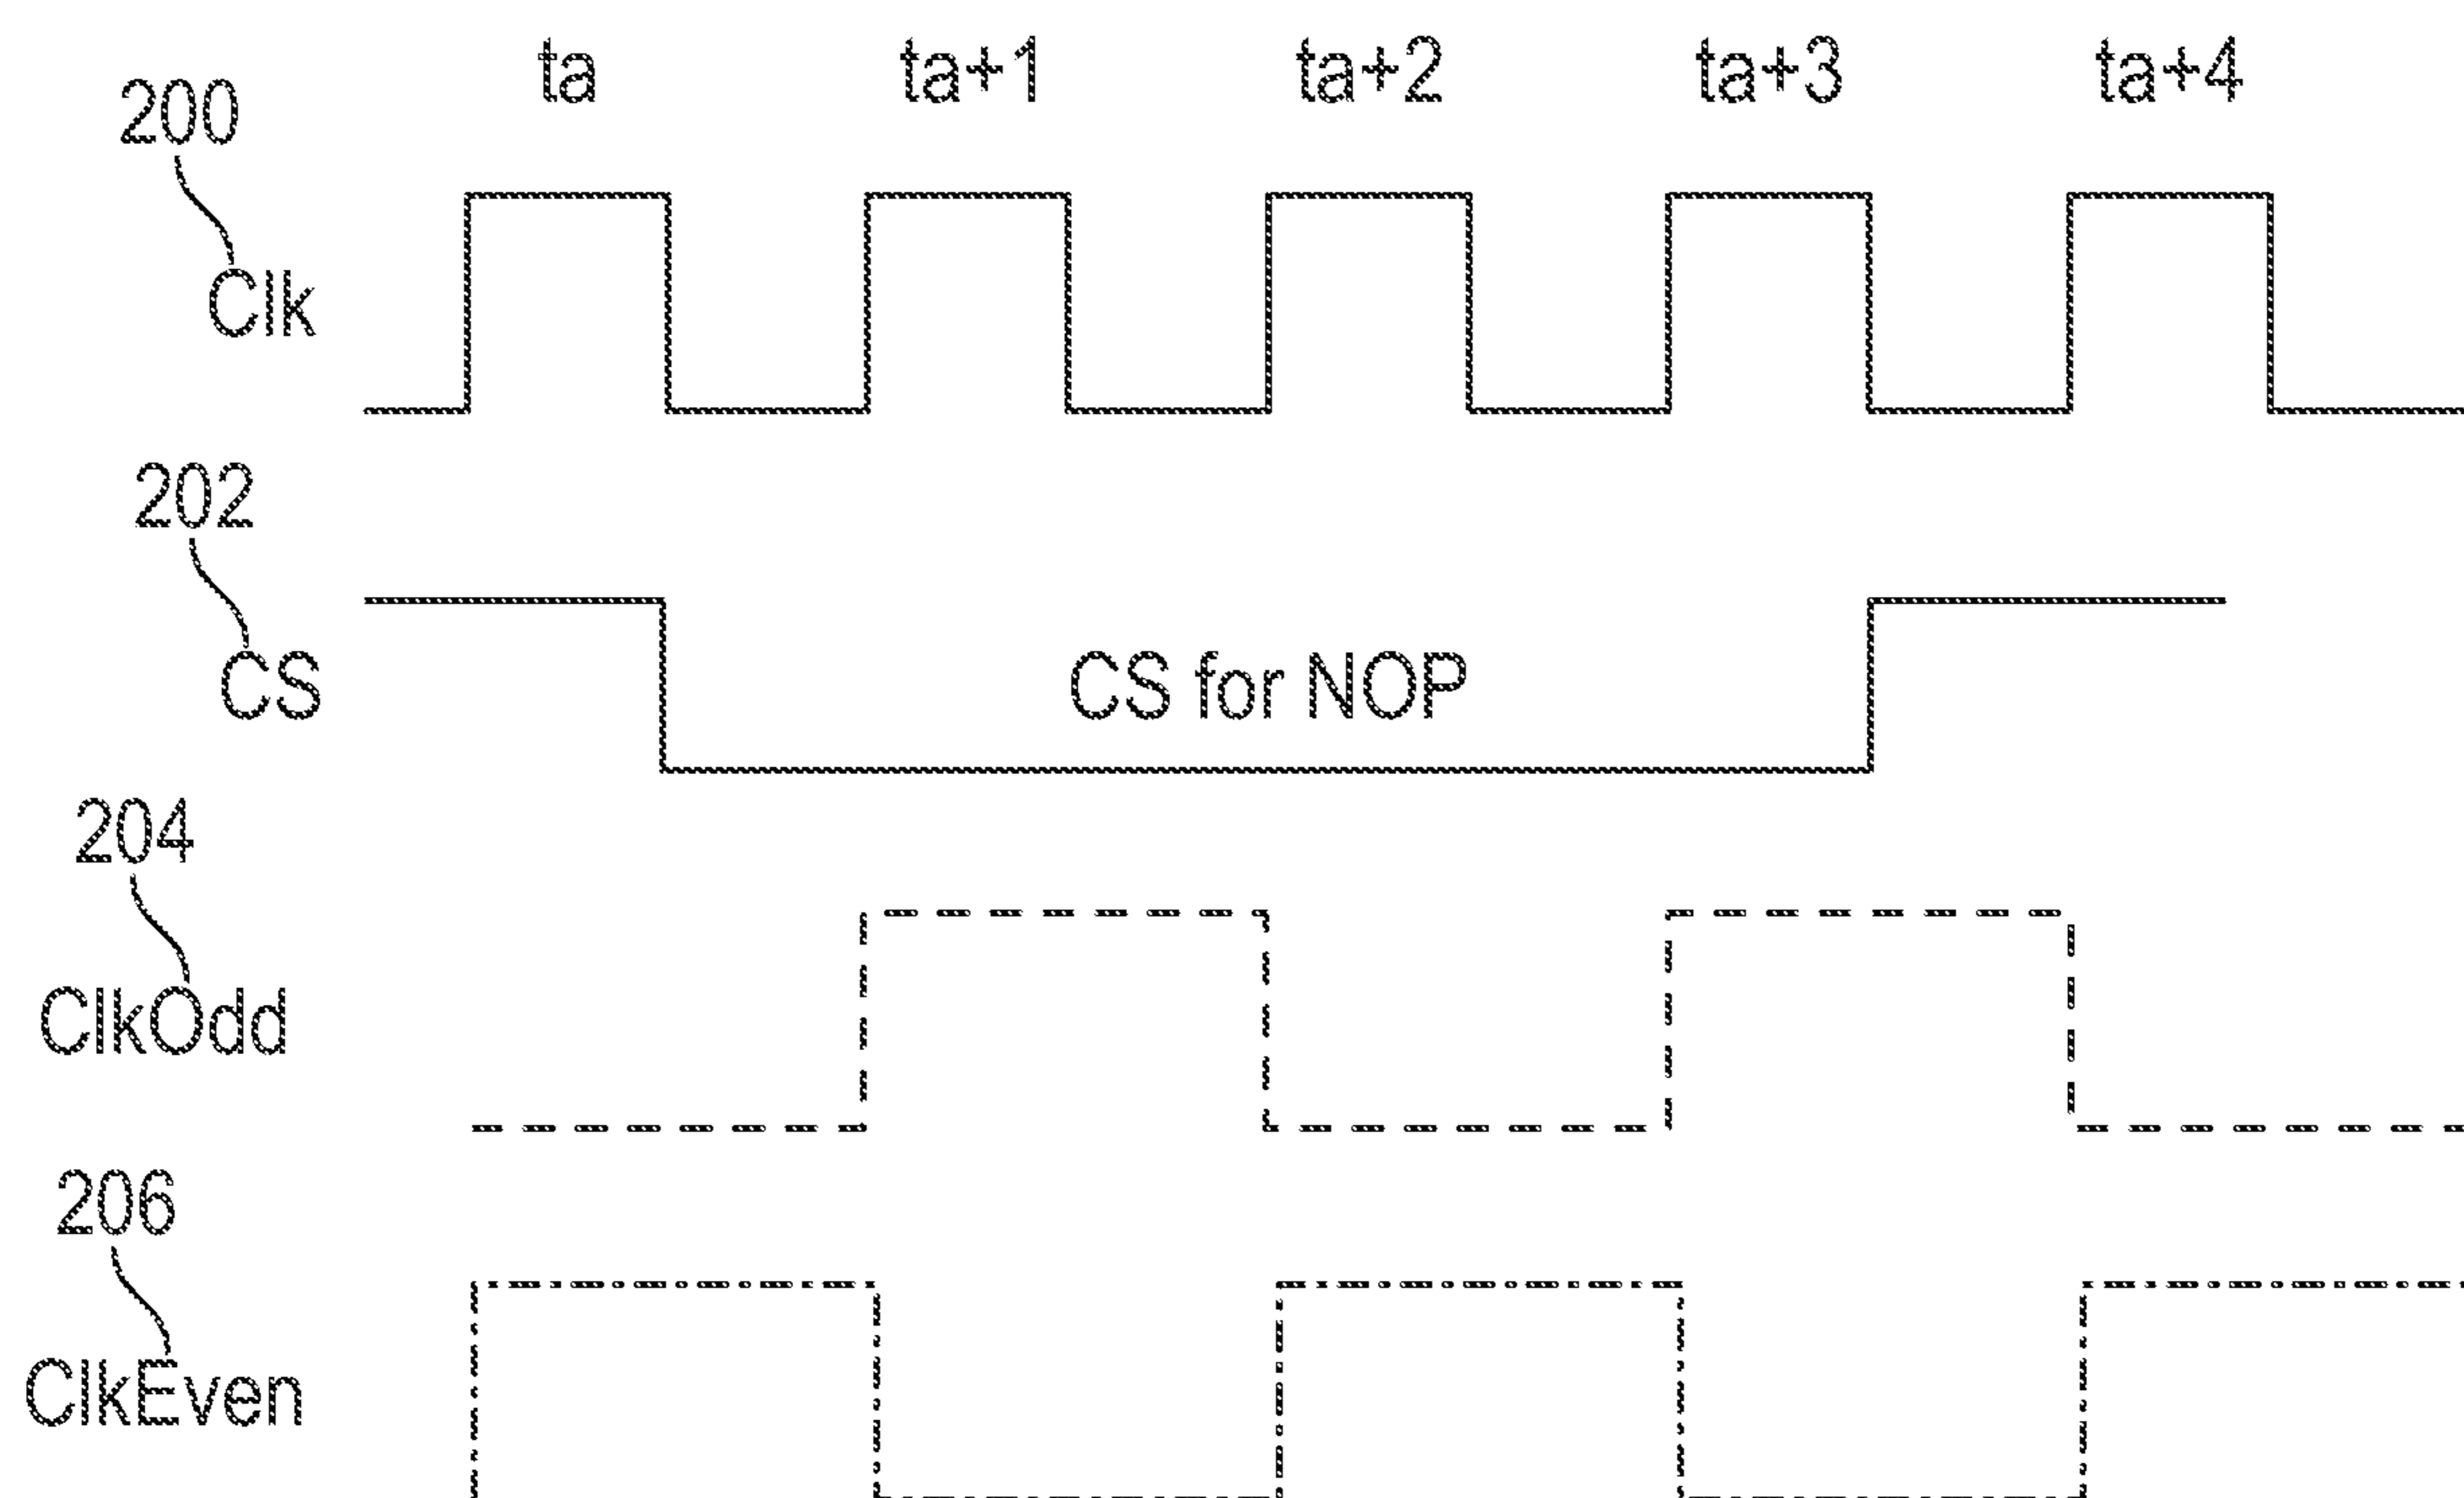 ta ta+1 ta+2 ta+3 ta+4
200
Clk
202
CS
CS for NOP
204
ClkOdd
206
ClkEven